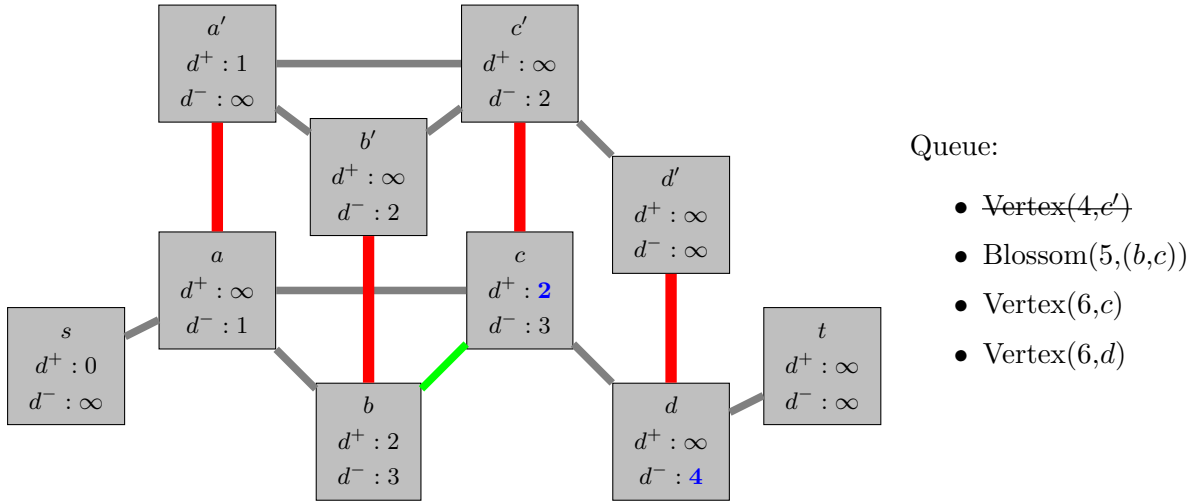 a′
d⁺ : 1
d⁻ : ∞
c′
d⁺ : ∞
d⁻ : 2
b′
d⁺ : ∞
d⁻ : 2
d′
d⁺ : ∞
d⁻ : ∞
a
d⁺ : ∞
d⁻ : 1
c
d⁺ : 2
d⁻ : 3
s
d⁺ : 0
d⁻ : ∞
b
d⁺ : 2
d⁻ : 3
d
d⁺ : ∞
d⁻ : 4
t
d⁺ : ∞
d⁻ : ∞
Queue:
• Vertex(4,c′)
• Blossom(5,(b,c))
• Vertex(6,c)
• Vertex(6,d)